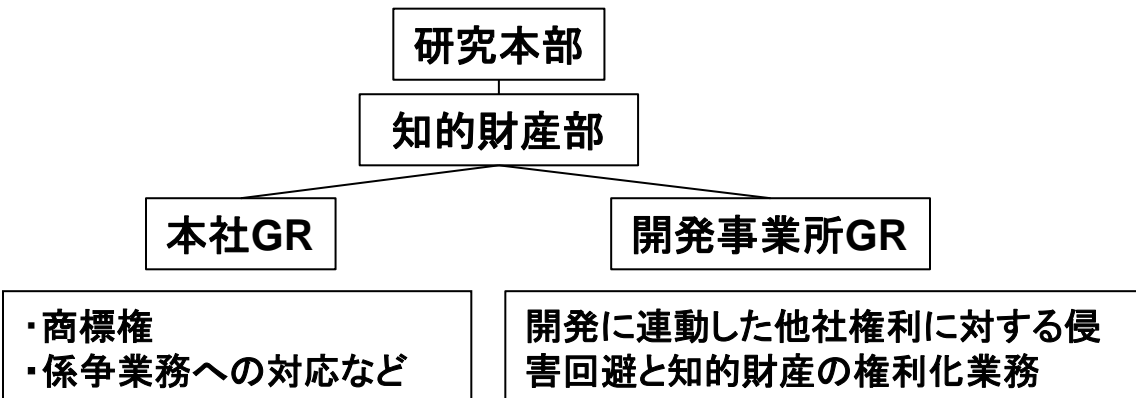 研究本部
知的財産部
本社GR
開発事業所GR
・商標権
・係争業務への対応など
開発に連動した他社権利に対する侵
害回避と知的財産の権利化業務